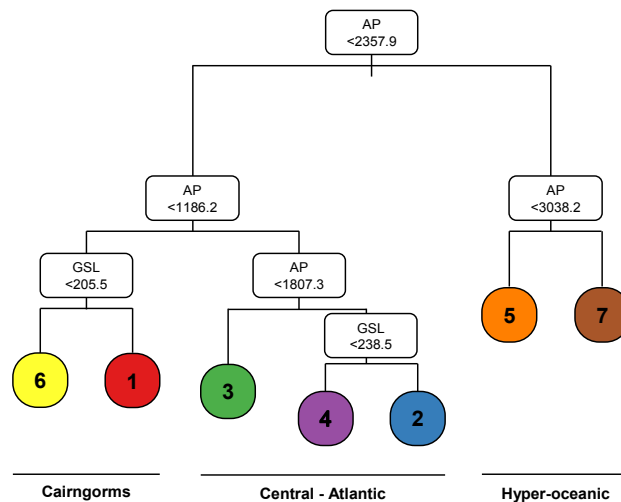 AP
<2357.9
AP
<1186.2
AP
<3038.2
GSL
<205.5
AP
<1807.3
GSL
<238.5
5
7
6
1
3
4
2
Cairngorms
Central - Atlantic
Hyper-oceanic